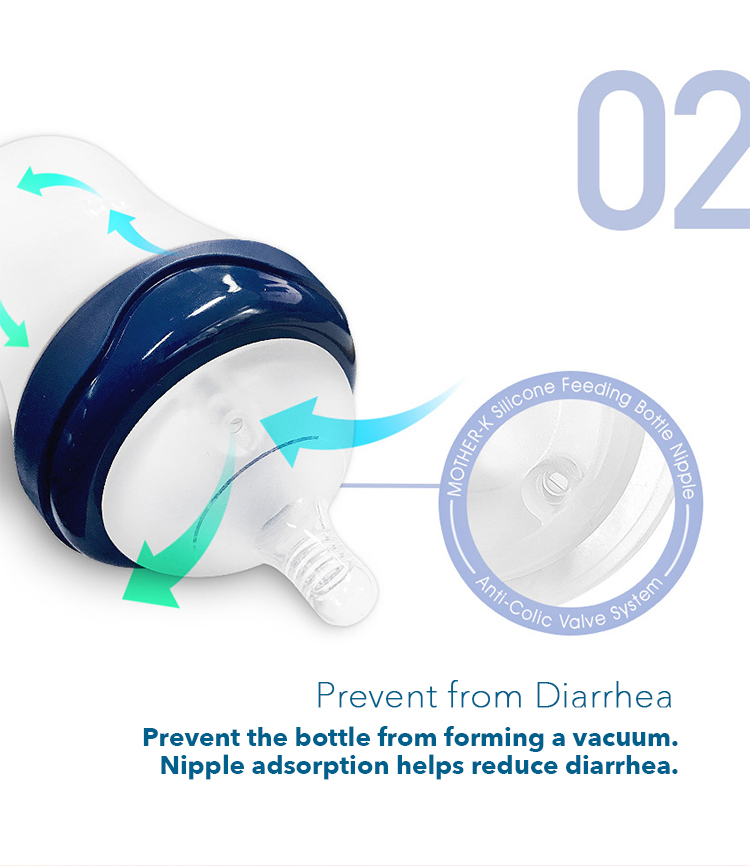 02
MOTHER-K Silicone Feeding Bottle Nipple
Anti-Colic Valve System
Prevent from Diarrhea
Prevent the bottle from forming a vacuum.
Nipple adsorption helps reduce diarrhea.